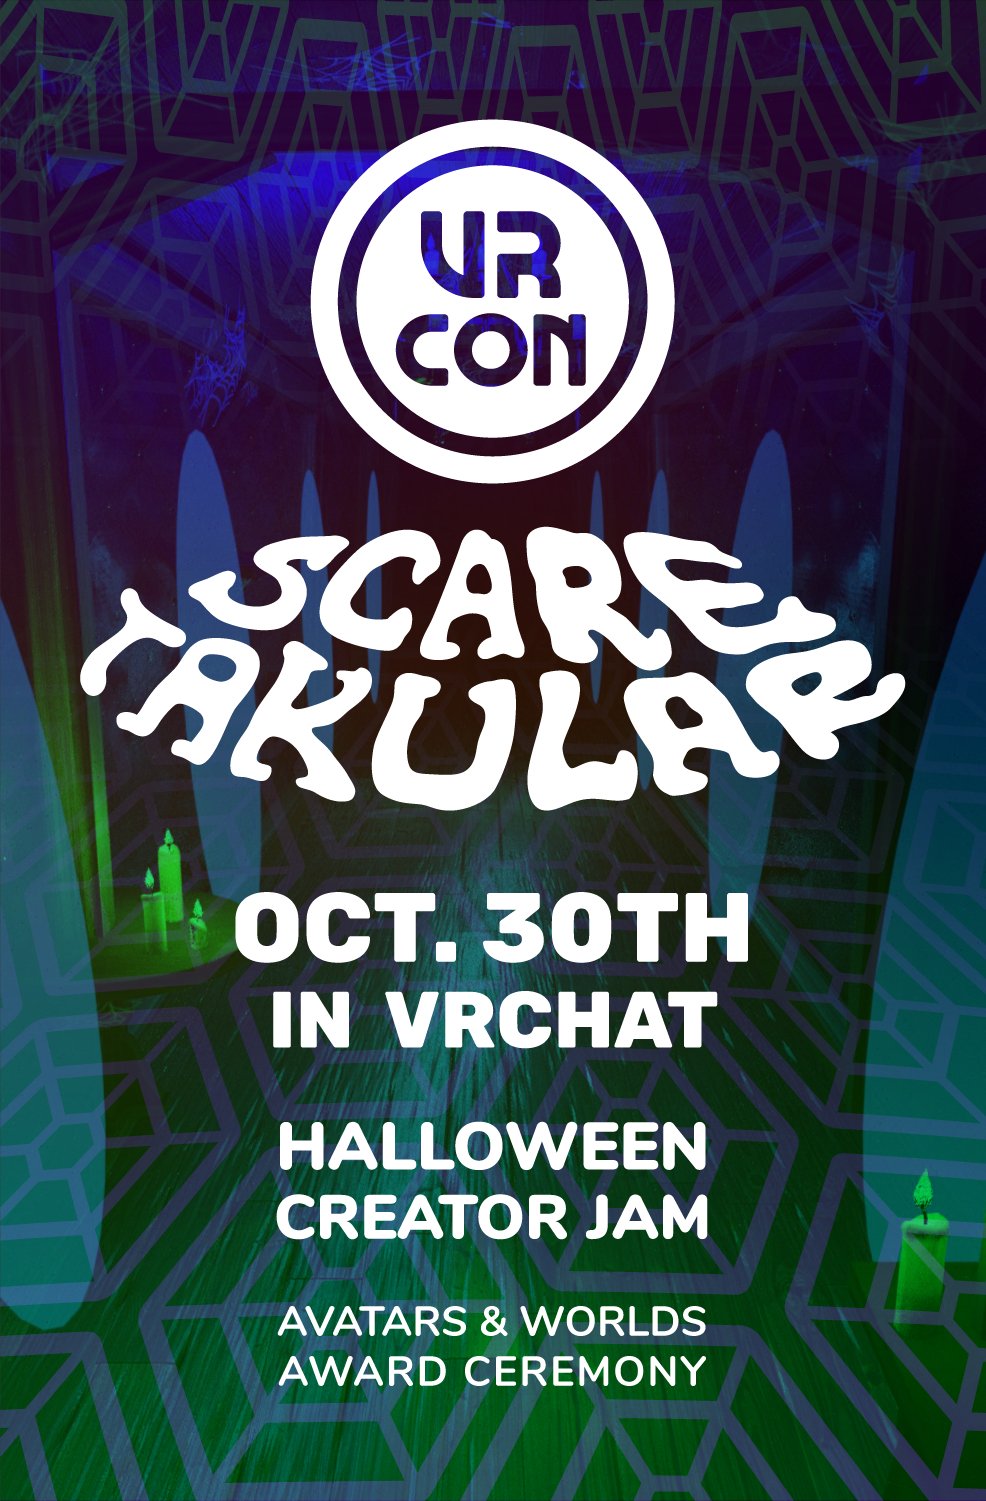 VR
CON
SCARE
TAKULAR
OCT. 30TH
IN VRCHAT
HALLOWEEN
CREATOR JAM
AVATARS & WORLDS
AWARD CEREMONY